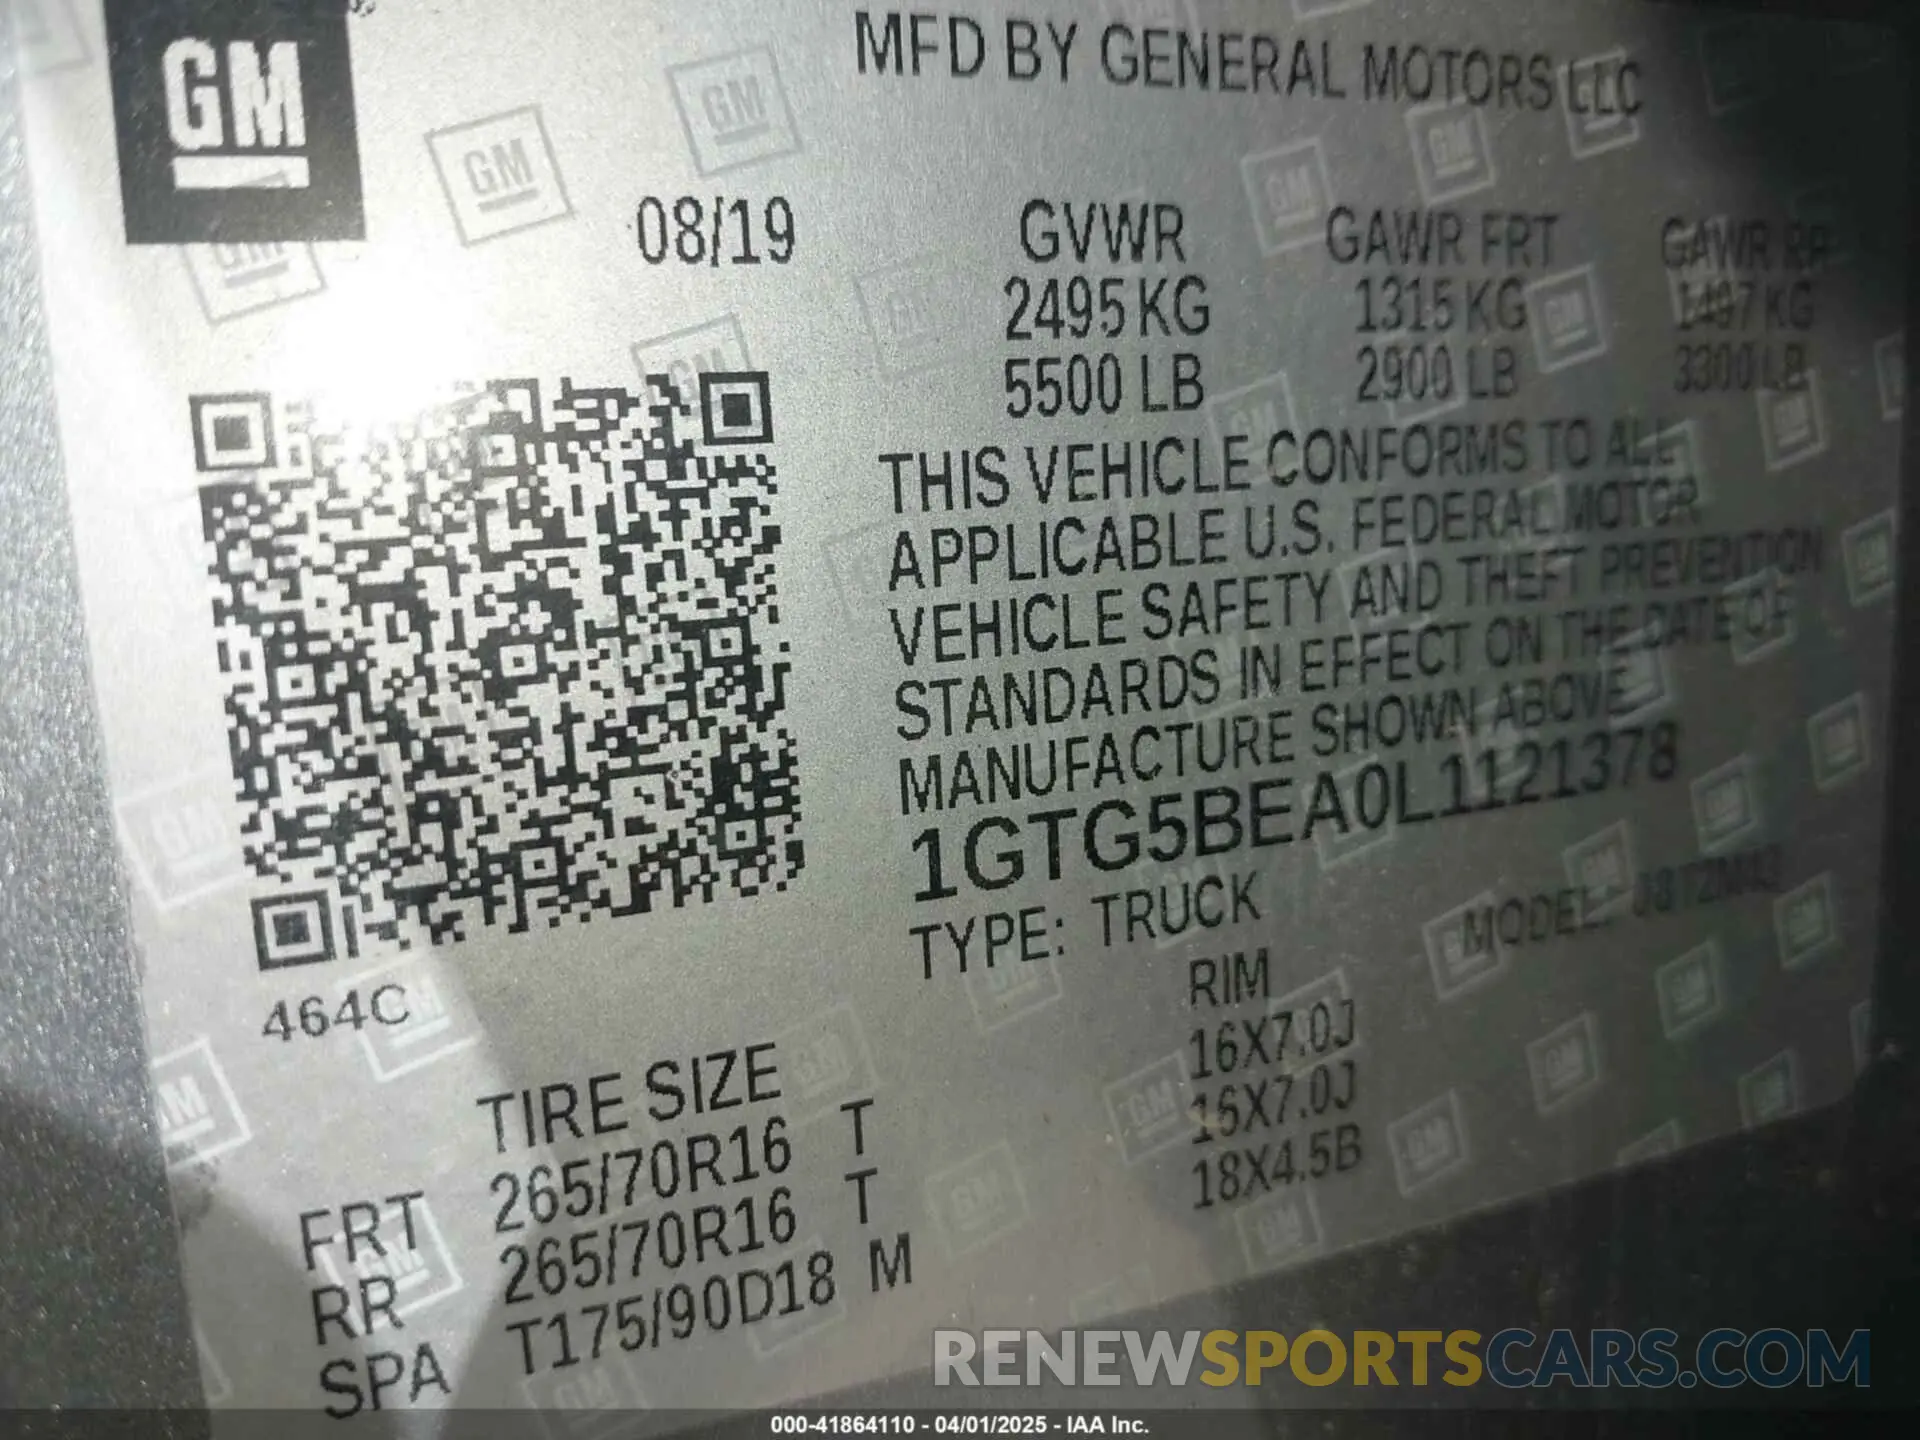 GM
MFD BY GENERAL MOTORS LLC
08/19 GVWR GAWR FRT GAWR RR
2495 KG 1315 KG 1497 KG
5500 LB 2900 LB 3300 LB
THIS VEHICLE CONFORMS TO ALL
APPLICABLE U.S. FEDERAL MOTOR
VEHICLE SAFETY AND THEFT PREVENTION
STANDARDS IN EFFECT ON THE DATE OF
MANUFACTURE SHOWN ABOVE
1GTG5BEA0L1121378
TYPE: TRUCK MODEL:
464C
TIRE SIZE RIM
FRT 265/70R16 T 16X7.0J
RR 265/70R16 T 16X7.0J
SPA T175/90D18 M 18X4.5B
RENEWSPORTSCARS.COM
000-41864110 - 04/01/2025 - IAA Inc.